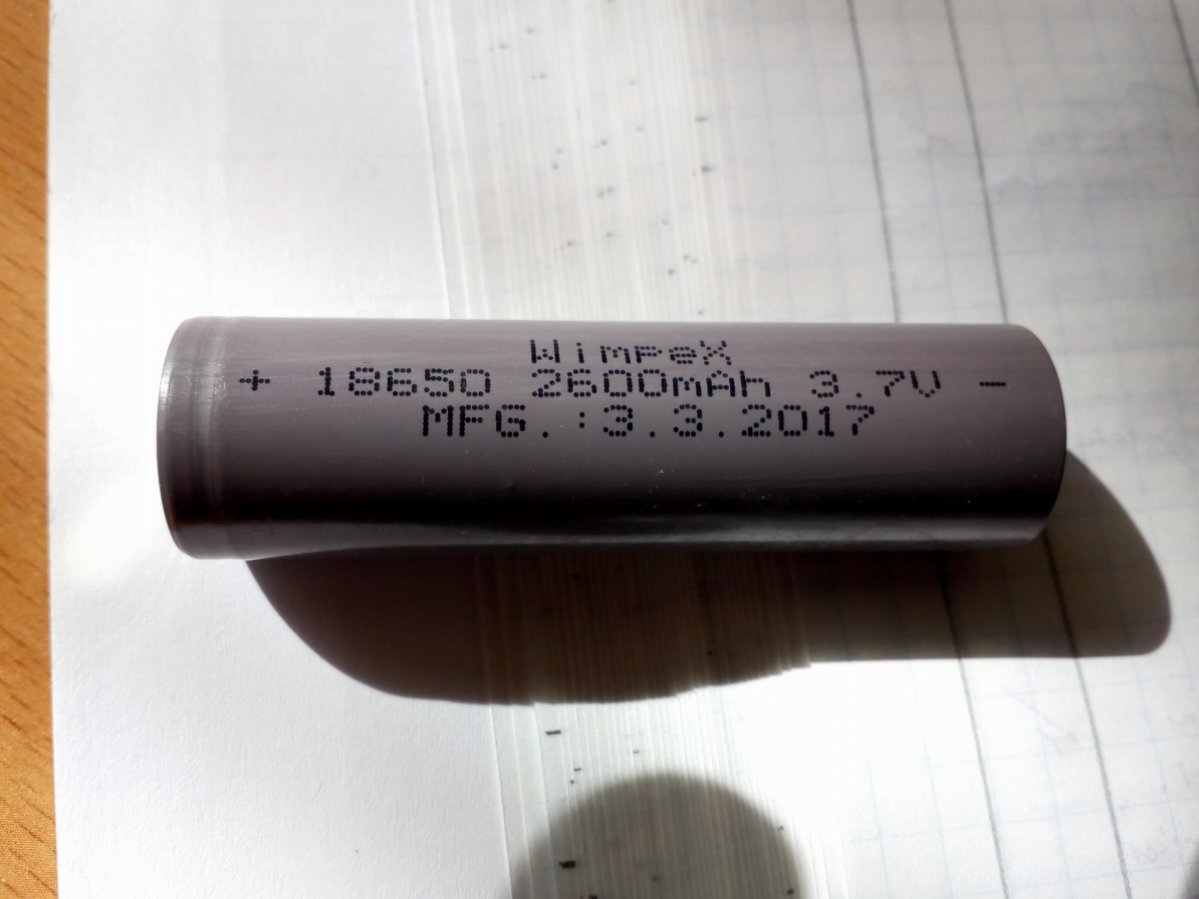 WimpeX
+ 18650 2600mAh 3.7V -
MFG.:3.3.2017